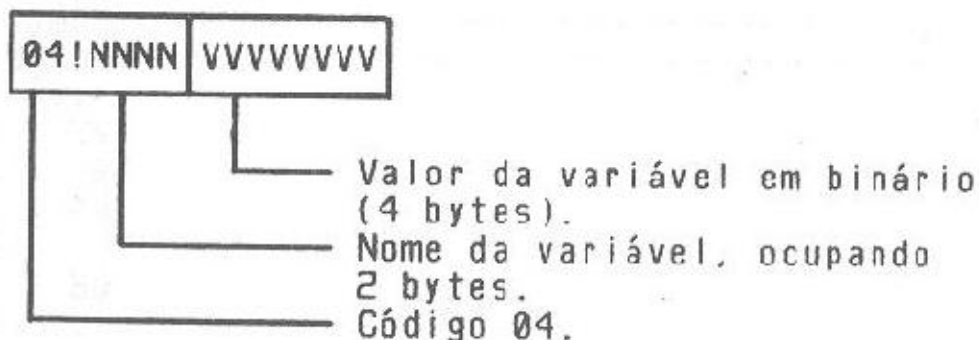 04!NNNN VVVVVVVV
Valor da variável em binário
(4 bytes).
Nome da variável, ocupando
2 bytes.
Código 04.